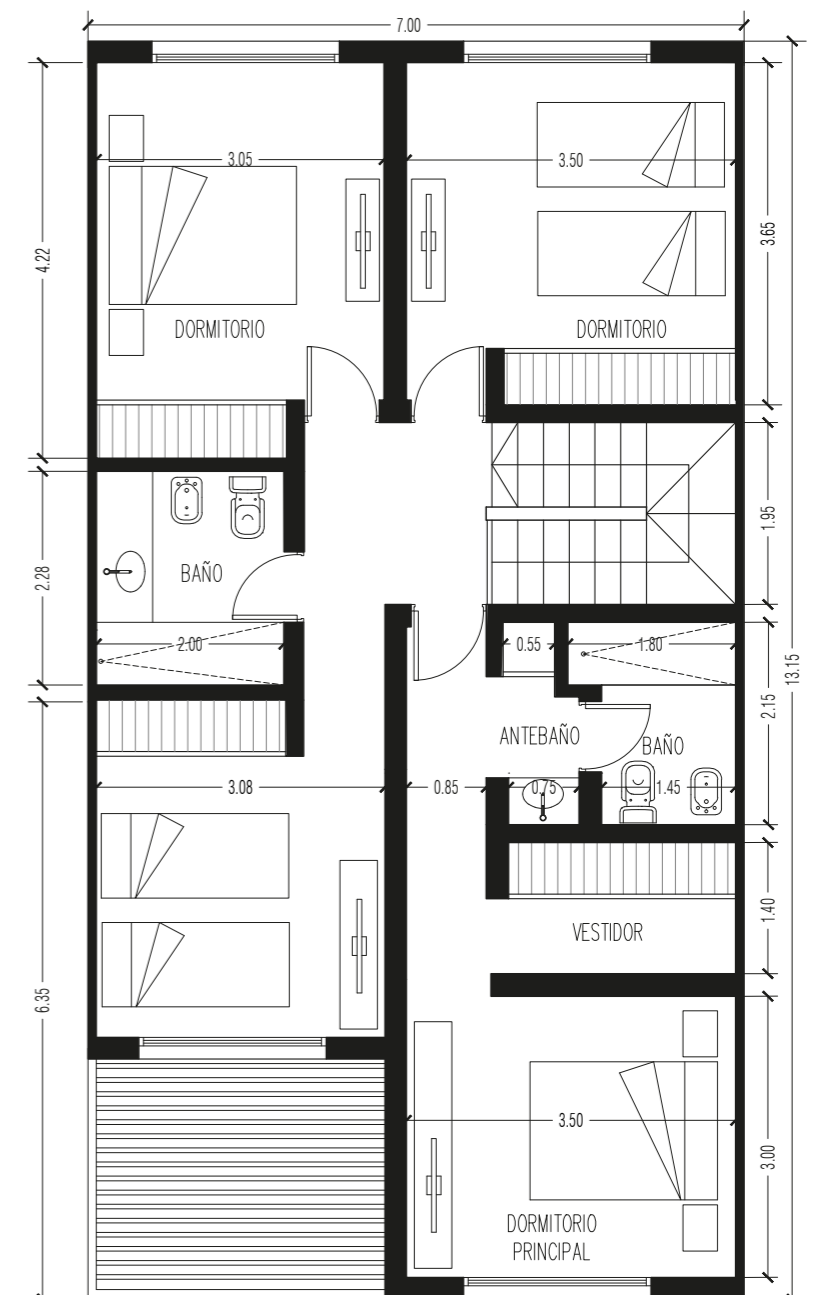 7.00
3.05
3.50
4.22
3.65
DORMITORIO
DORMITORIO
2.28
1.95
BAÑO
2.00
0.55
1.80
13.15
2.15
ANTEBAÑO
BAÑO
3.08
0.85
0.75
1.45
1.40
VESTIDOR
6.35
3.50
3.00
DORMITORIO
PRINCIPAL